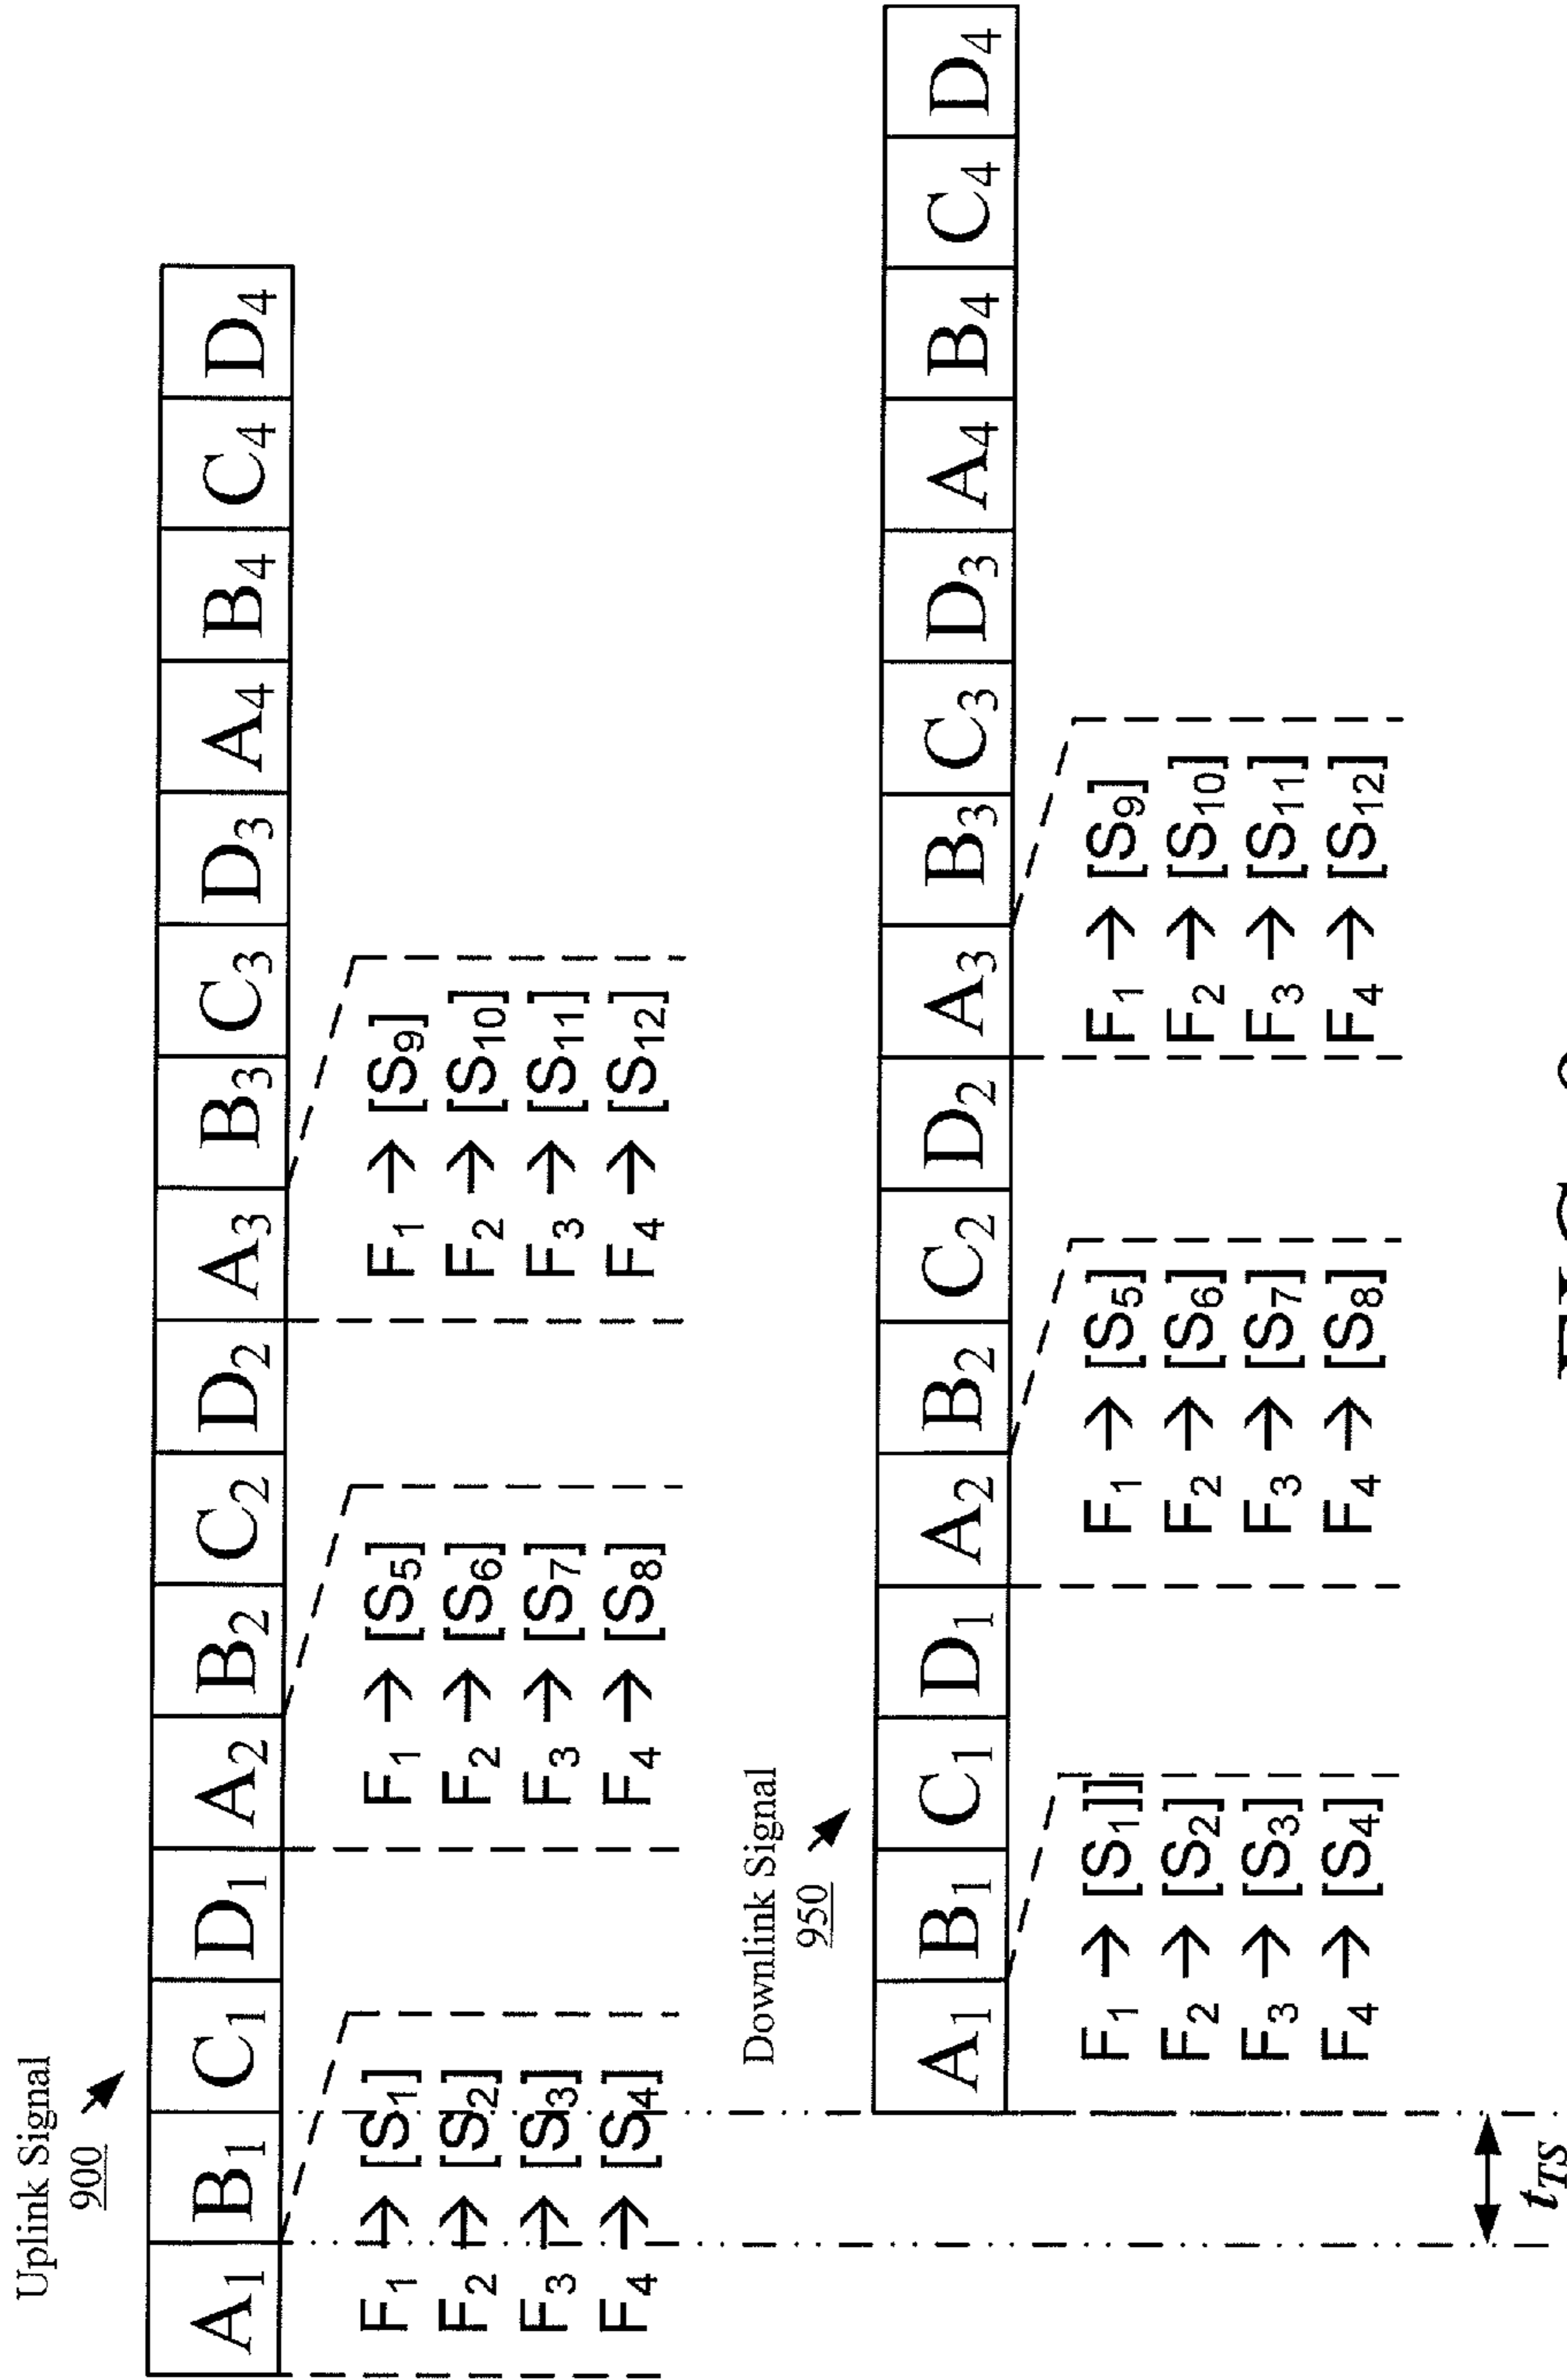 Uplink Signal
900
A₁ B₁ C₁ D₁ A₂ B₂ C₂ D₂ A₃ B₃ C₃ D₃ A₄ B₄ C₄ D₄
F₁ → [S₁] F₁ → [S₅] F₁ → [S₉]
F₂ → [S₂] F₂ → [S₆] F₂ → [S₁₀]
F₃ → [S₃] F₃ → [S₇] F₃ → [S₁₁]
F₄ → [S₄] F₄ → [S₈] F₄ → [S₁₂]
Downlink Signal
950
A₁ B₁ C₁ D₁ A₂ B₂ C₂ D₂ A₃ B₃ C₃ D₃ A₄ B₄ C₄ D₄
F₁ → [S₁]] F₁ → [S₅] F₁ → [S₉]
F₂ → [S₂] F₂ → [S₆] F₂ → [S₁₀]
F₃ → [S₃] F₃ → [S₇] F₃ → [S₁₁]
F₄ → [S₄] F₄ → [S₈] F₄ → [S₁₂]
t_TS